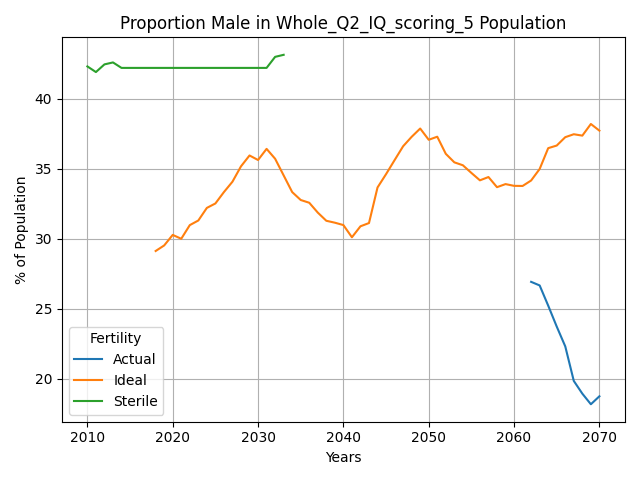 Proportion Male in Whole_Q2_IQ_scoring_5 Population
% of Population
40
35
30
25
20
Fertility
Actual
Ideal
Sterile
2010 2020 2030 2040 2050 2060 2070
Years